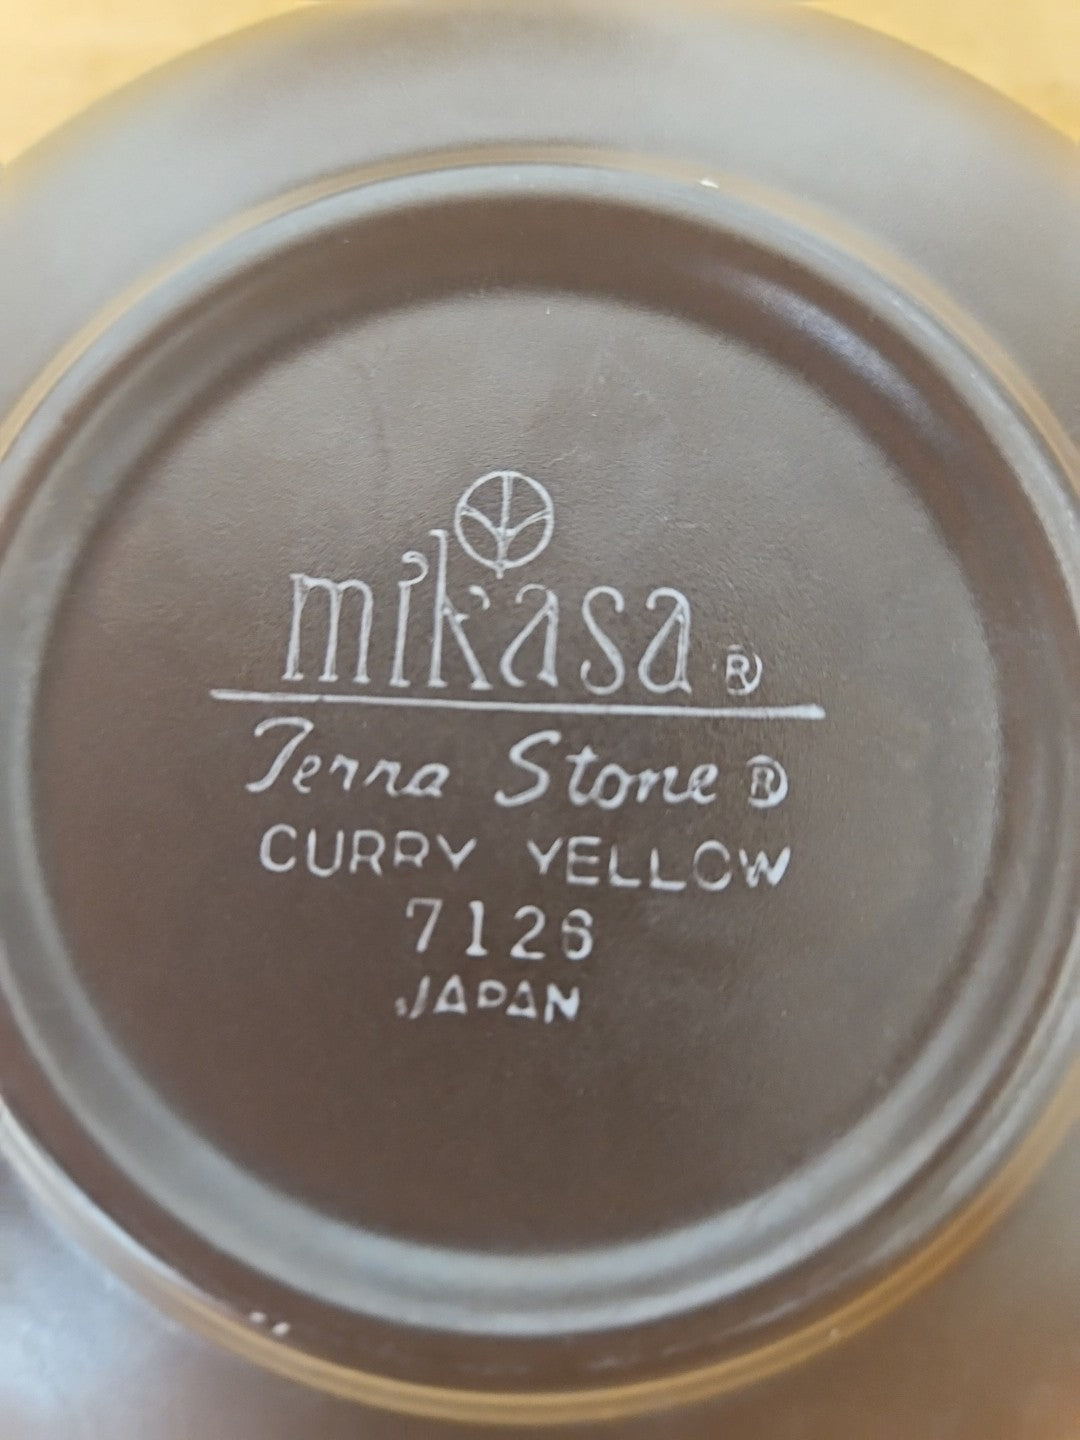 mikasa ®
Terra Stone ®
CURRY YELLOW
7126
JAPAN